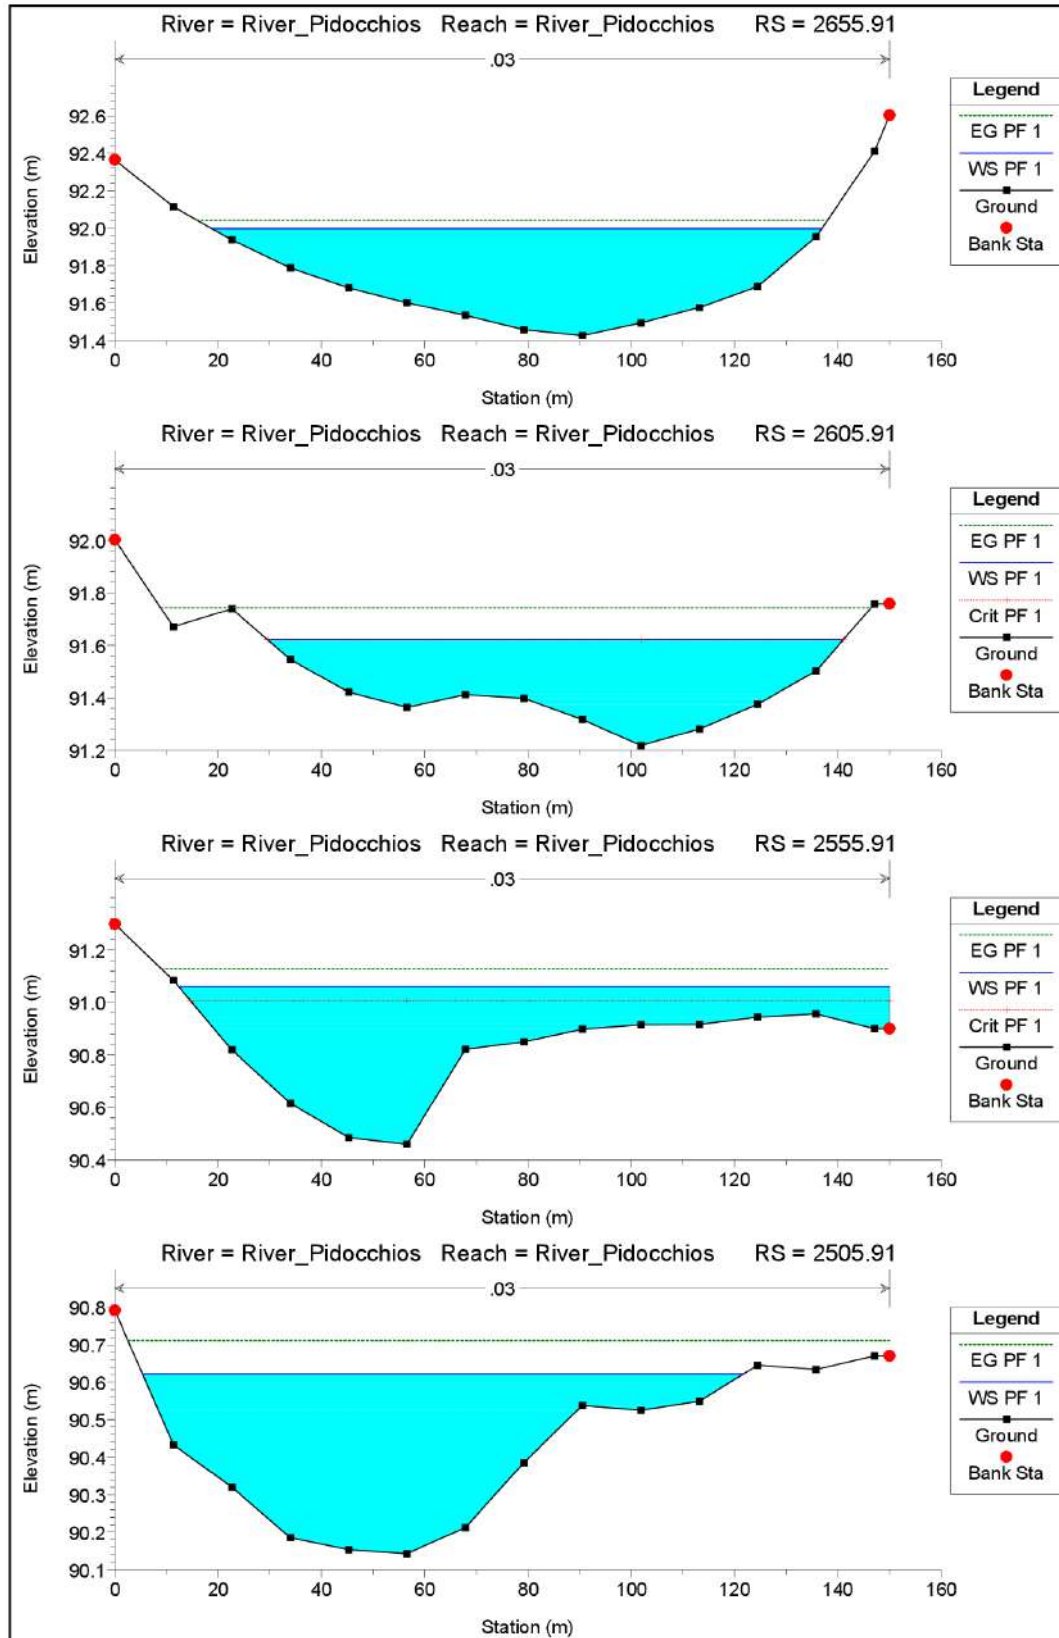 River = River_Pidocchios Reach = River_Pidocchios RS = 2655.91
.03
Legend
EG PF 1
WS PF 1
Ground
Bank Sta
92.6
92.4
92.2
92.0
91.8
91.6
91.4
Elevation (m)
0 20 40 60 80 100 120 140 160
Station (m)
River = River_Pidocchios Reach = River_Pidocchios RS = 2605.91
.03
Legend
EG PF 1
WS PF 1
Crit PF 1
Ground
Bank Sta
92.0
91.8
91.6
91.4
91.2
Elevation (m)
0 20 40 60 80 100 120 140 160
Station (m)
River = River_Pidocchios Reach = River_Pidocchios RS = 2555.91
.03
Legend
EG PF 1
WS PF 1
Crit PF 1
Ground
Bank Sta
91.2
91.0
90.8
90.6
90.4
Elevation (m)
0 20 40 60 80 100 120 140 160
Station (m)
River = River_Pidocchios Reach = River_Pidocchios RS = 2505.91
.03
Legend
EG PF 1
WS PF 1
Ground
Bank Sta
90.8
90.7
90.6
90.5
90.4
90.3
90.2
90.1
Elevation (m)
0 20 40 60 80 100 120 140 160
Station (m)